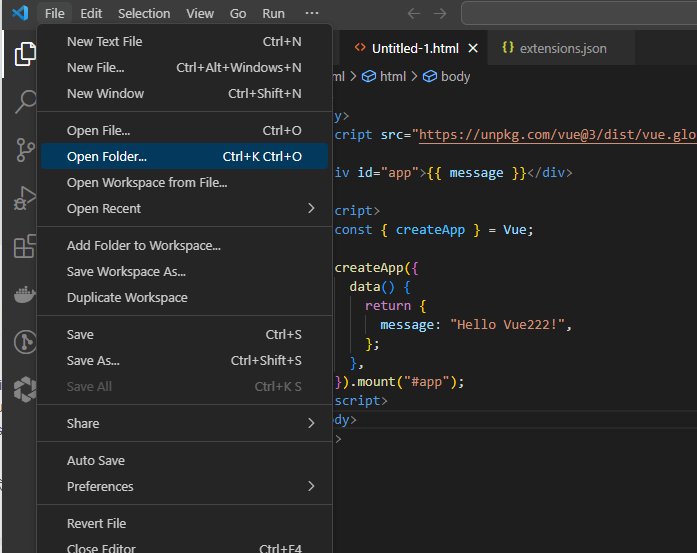 File Edit Selection View Go Run ···
New Text File Ctrl+N
New File... Ctrl+Alt+Windows+N
New Window Ctrl+Shift+N
Open File... Ctrl+O
Open Folder... Ctrl+K Ctrl+O
Open Workspace from File...
Open Recent
Add Folder to Workspace...
Save Workspace As...
Duplicate Workspace
Save Ctrl+S
Save As... Ctrl+Shift+S
Save All Ctrl+K S
Share
Auto Save
Preferences
Revert File
Close Editor Ctrl+F4
<> Untitled-1.html × {} extensions.json
ml > html > body
y>
cript src="https://unpkg.com/vue@3/dist/vue.glo
iv id="app">{{ message }}</div>
cript>
const { createApp } = Vue;
createApp({
data() {
return {
message: "Hello Vue222!",
};
},
}).mount("#app");
script>
ody>
>